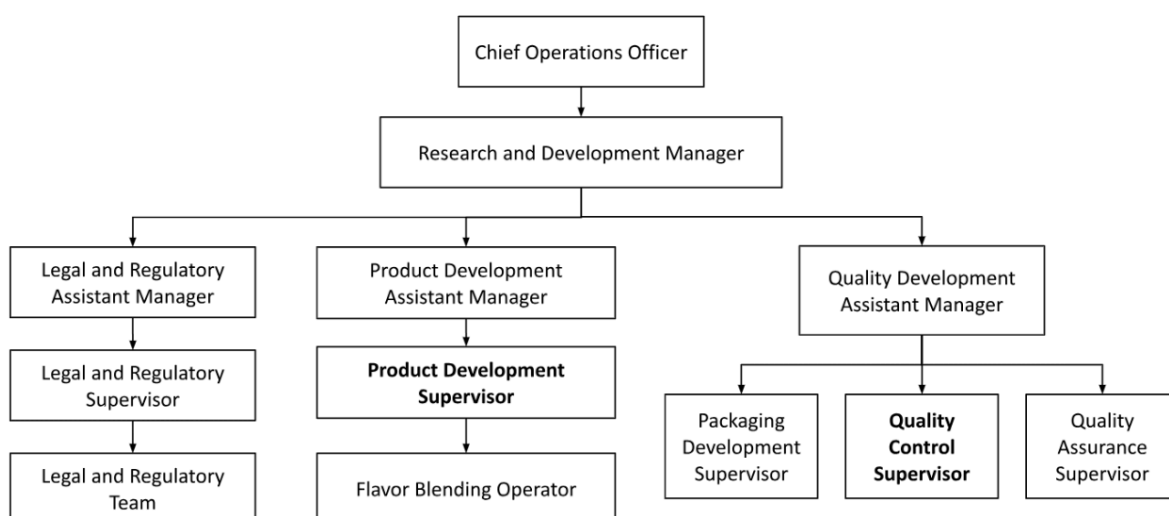 Chief Operations Officer
Research and Development Manager
Legal and Regulatory
Assistant Manager
Product Development
Assistant Manager
Quality Development
Assistant Manager
Legal and Regulatory
Supervisor
Product Development
Supervisor
Packaging
Development
Supervisor
Quality
Control
Supervisor
Quality
Assurance
Supervisor
Legal and Regulatory
Team
Flavor Blending Operator